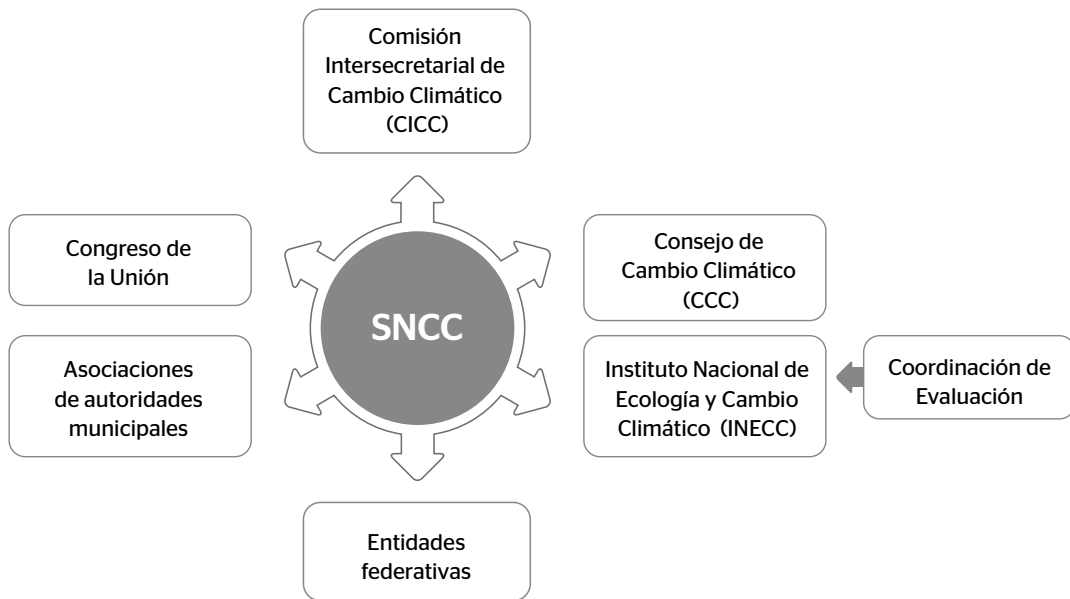 Comisión
Intersecretarial de
Cambio Climático
(CICC)
Congreso de
la Unión
Consejo de
Cambio Climático
(CCC)
SNCC
Asociaciones
de autoridades
municipales
Instituto Nacional de
Ecología y Cambio
Climático (INECC)
Coordinación de
Evaluación
Entidades
federativas